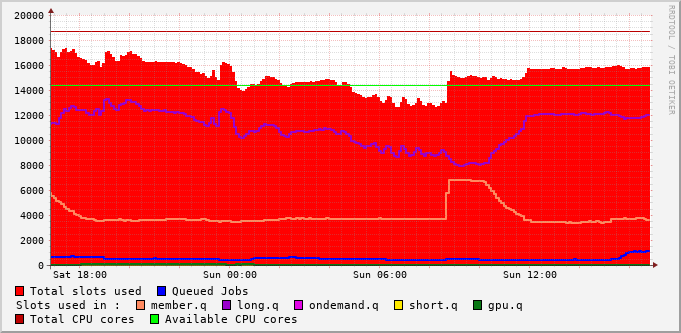 20000
18000
16000
14000
12000
10000
8000
6000
4000
2000
0
Sat 18:00 Sun 00:00 Sun 06:00 Sun 12:00
RRDTOOL / TOBI OETIKER
Total slots used Queued Jobs
Slots used in : member.q long.q ondemand.q short.q gpu.q
Total CPU cores Available CPU cores